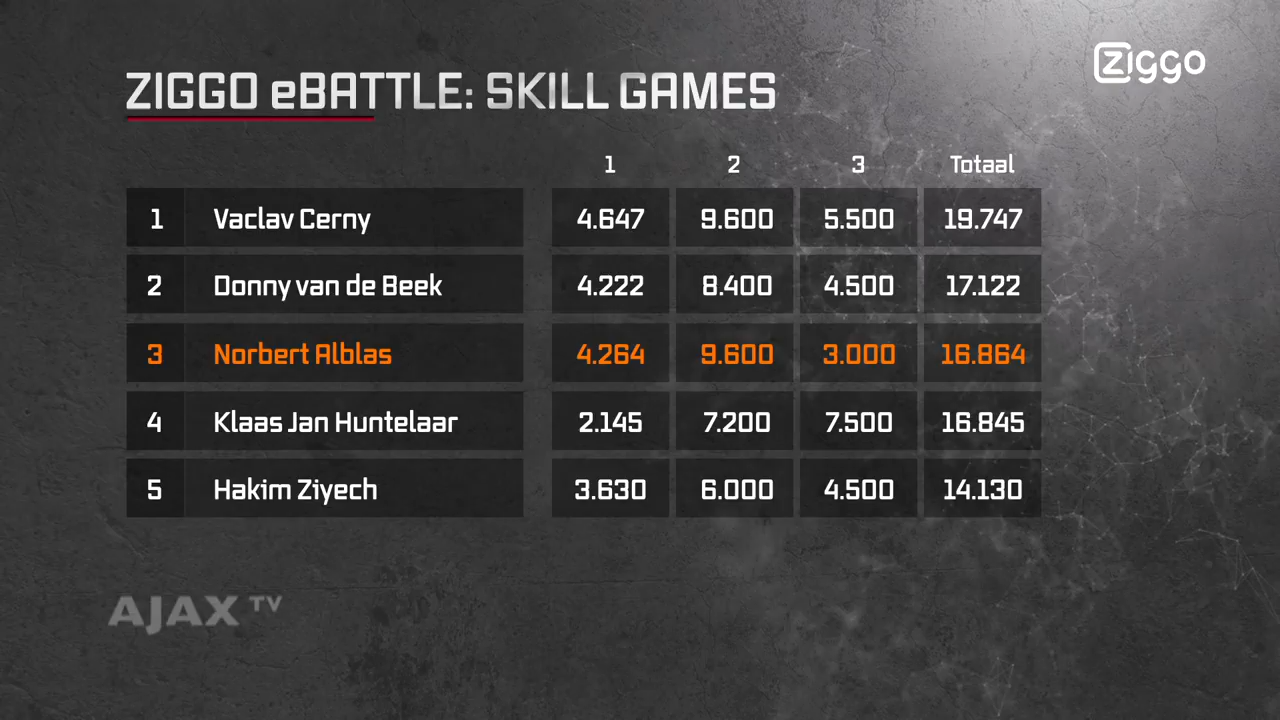 ziggo
ZIGGO eBATTLE: SKILL GAMES
1 2 3 Totaal
1 Vaclav Cerny 4.647 9.600 5.500 19.747
2 Donny van de Beek 4.222 8.400 4.500 17.122
3 Norbert Alblas 4.264 9.600 3.000 16.864
4 Klaas Jan Huntelaar 2.145 7.200 7.500 16.845
5 Hakim Ziyech 3.630 6.000 4.500 14.130
AJAX TV